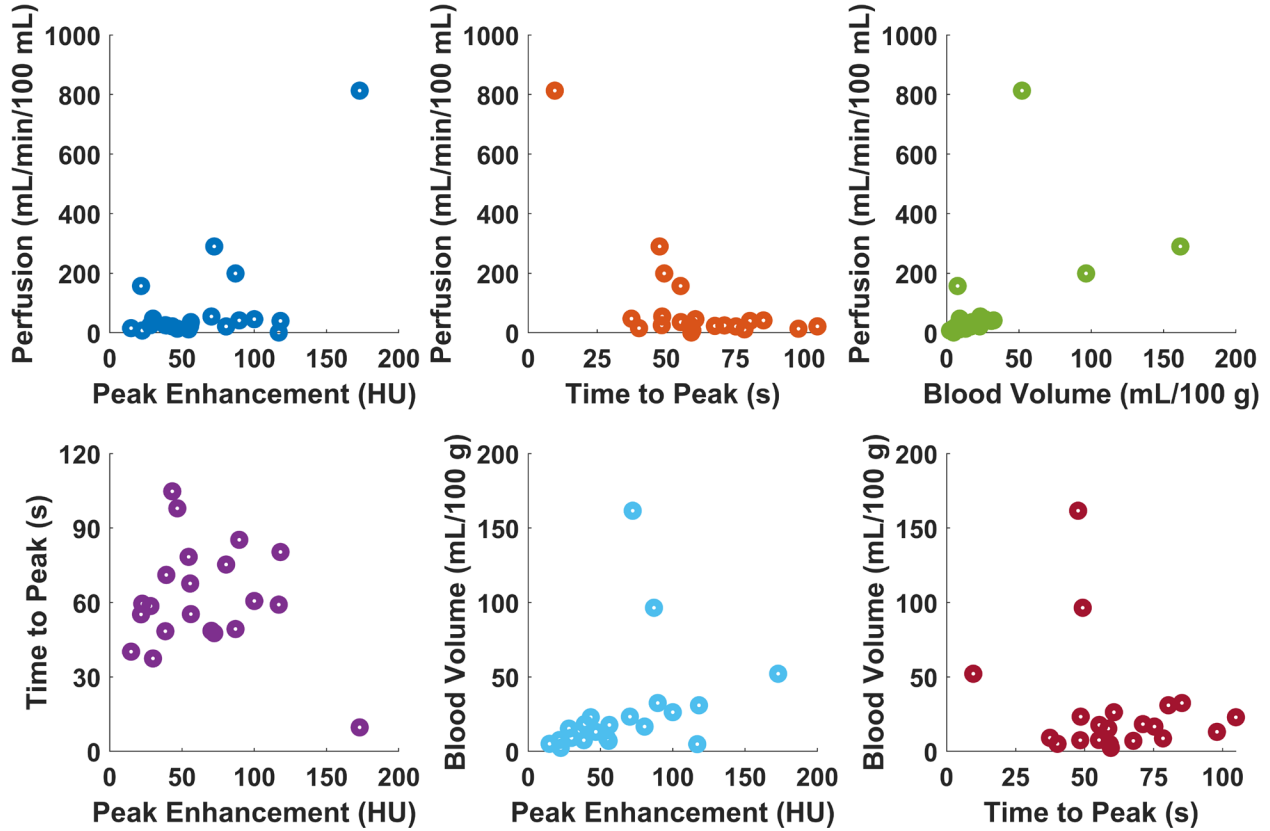 Perfusion (mL/min/100 mL)
1000
800
600
400
200
0
0 50 100 150 200
Peak Enhancement (HU)
Perfusion (mL/min/100 mL)
1000
800
600
400
200
0
0 25 50 75 100
Time to Peak (s)
Perfusion (mL/min/100 mL)
1000
800
600
400
200
0
0 50 100 150 200
Blood Volume (mL/100 g)
Time to Peak (s)
120
90
60
30
0
0 50 100 150 200
Peak Enhancement (HU)
Blood Volume (mL/100 g)
200
150
100
50
0
0 50 100 150 200
Peak Enhancement (HU)
Blood Volume (mL/100 g)
200
150
100
50
0
0 25 50 75 100
Time to Peak (s)